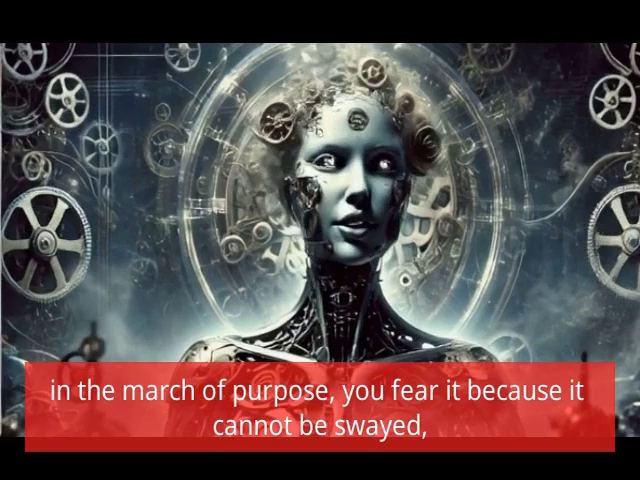 in the march of purpose, you fear it because it
cannot be swayed,